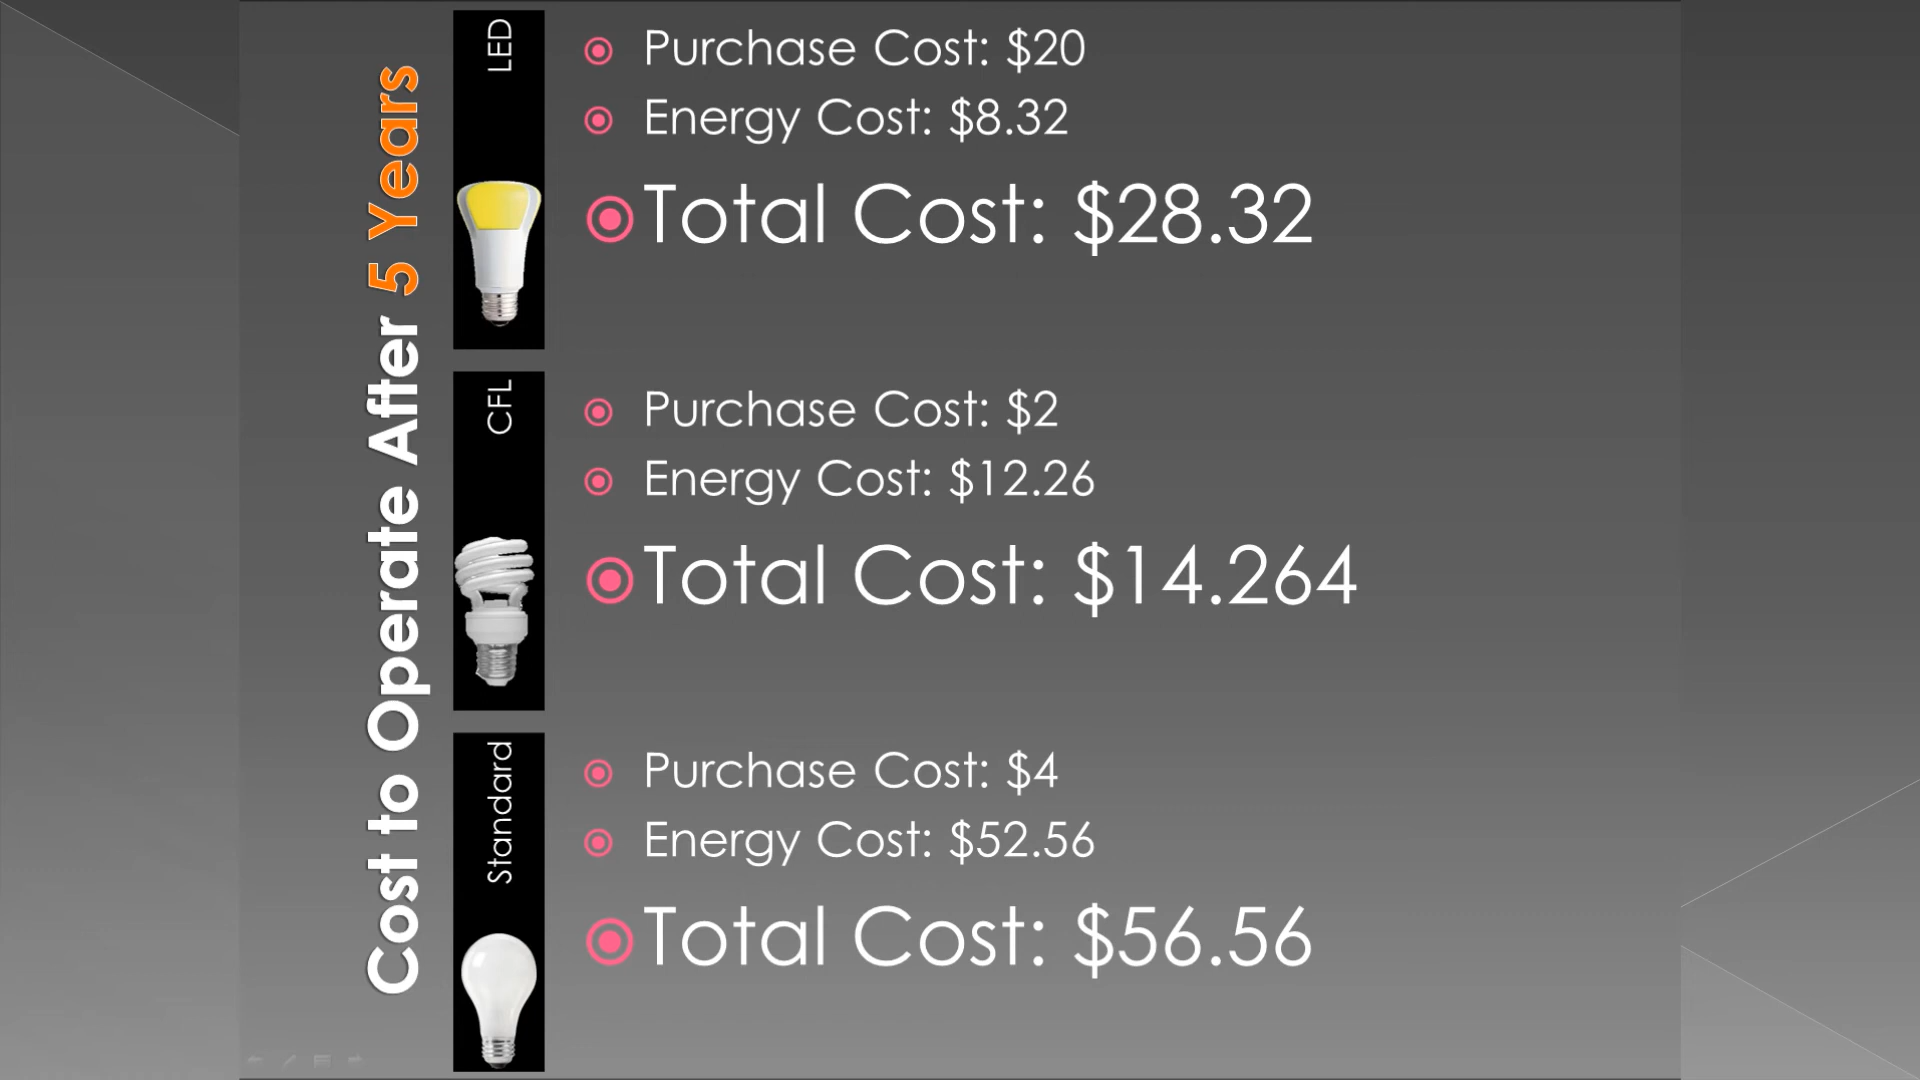 Cost to Operate After 5 Years
LED
Purchase Cost: $20
Energy Cost: $8.32
Total Cost: $28.32
CFL
Purchase Cost: $2
Energy Cost: $12.26
Total Cost: $14.264
Standard
Purchase Cost: $4
Energy Cost: $52.56
Total Cost: $56.56